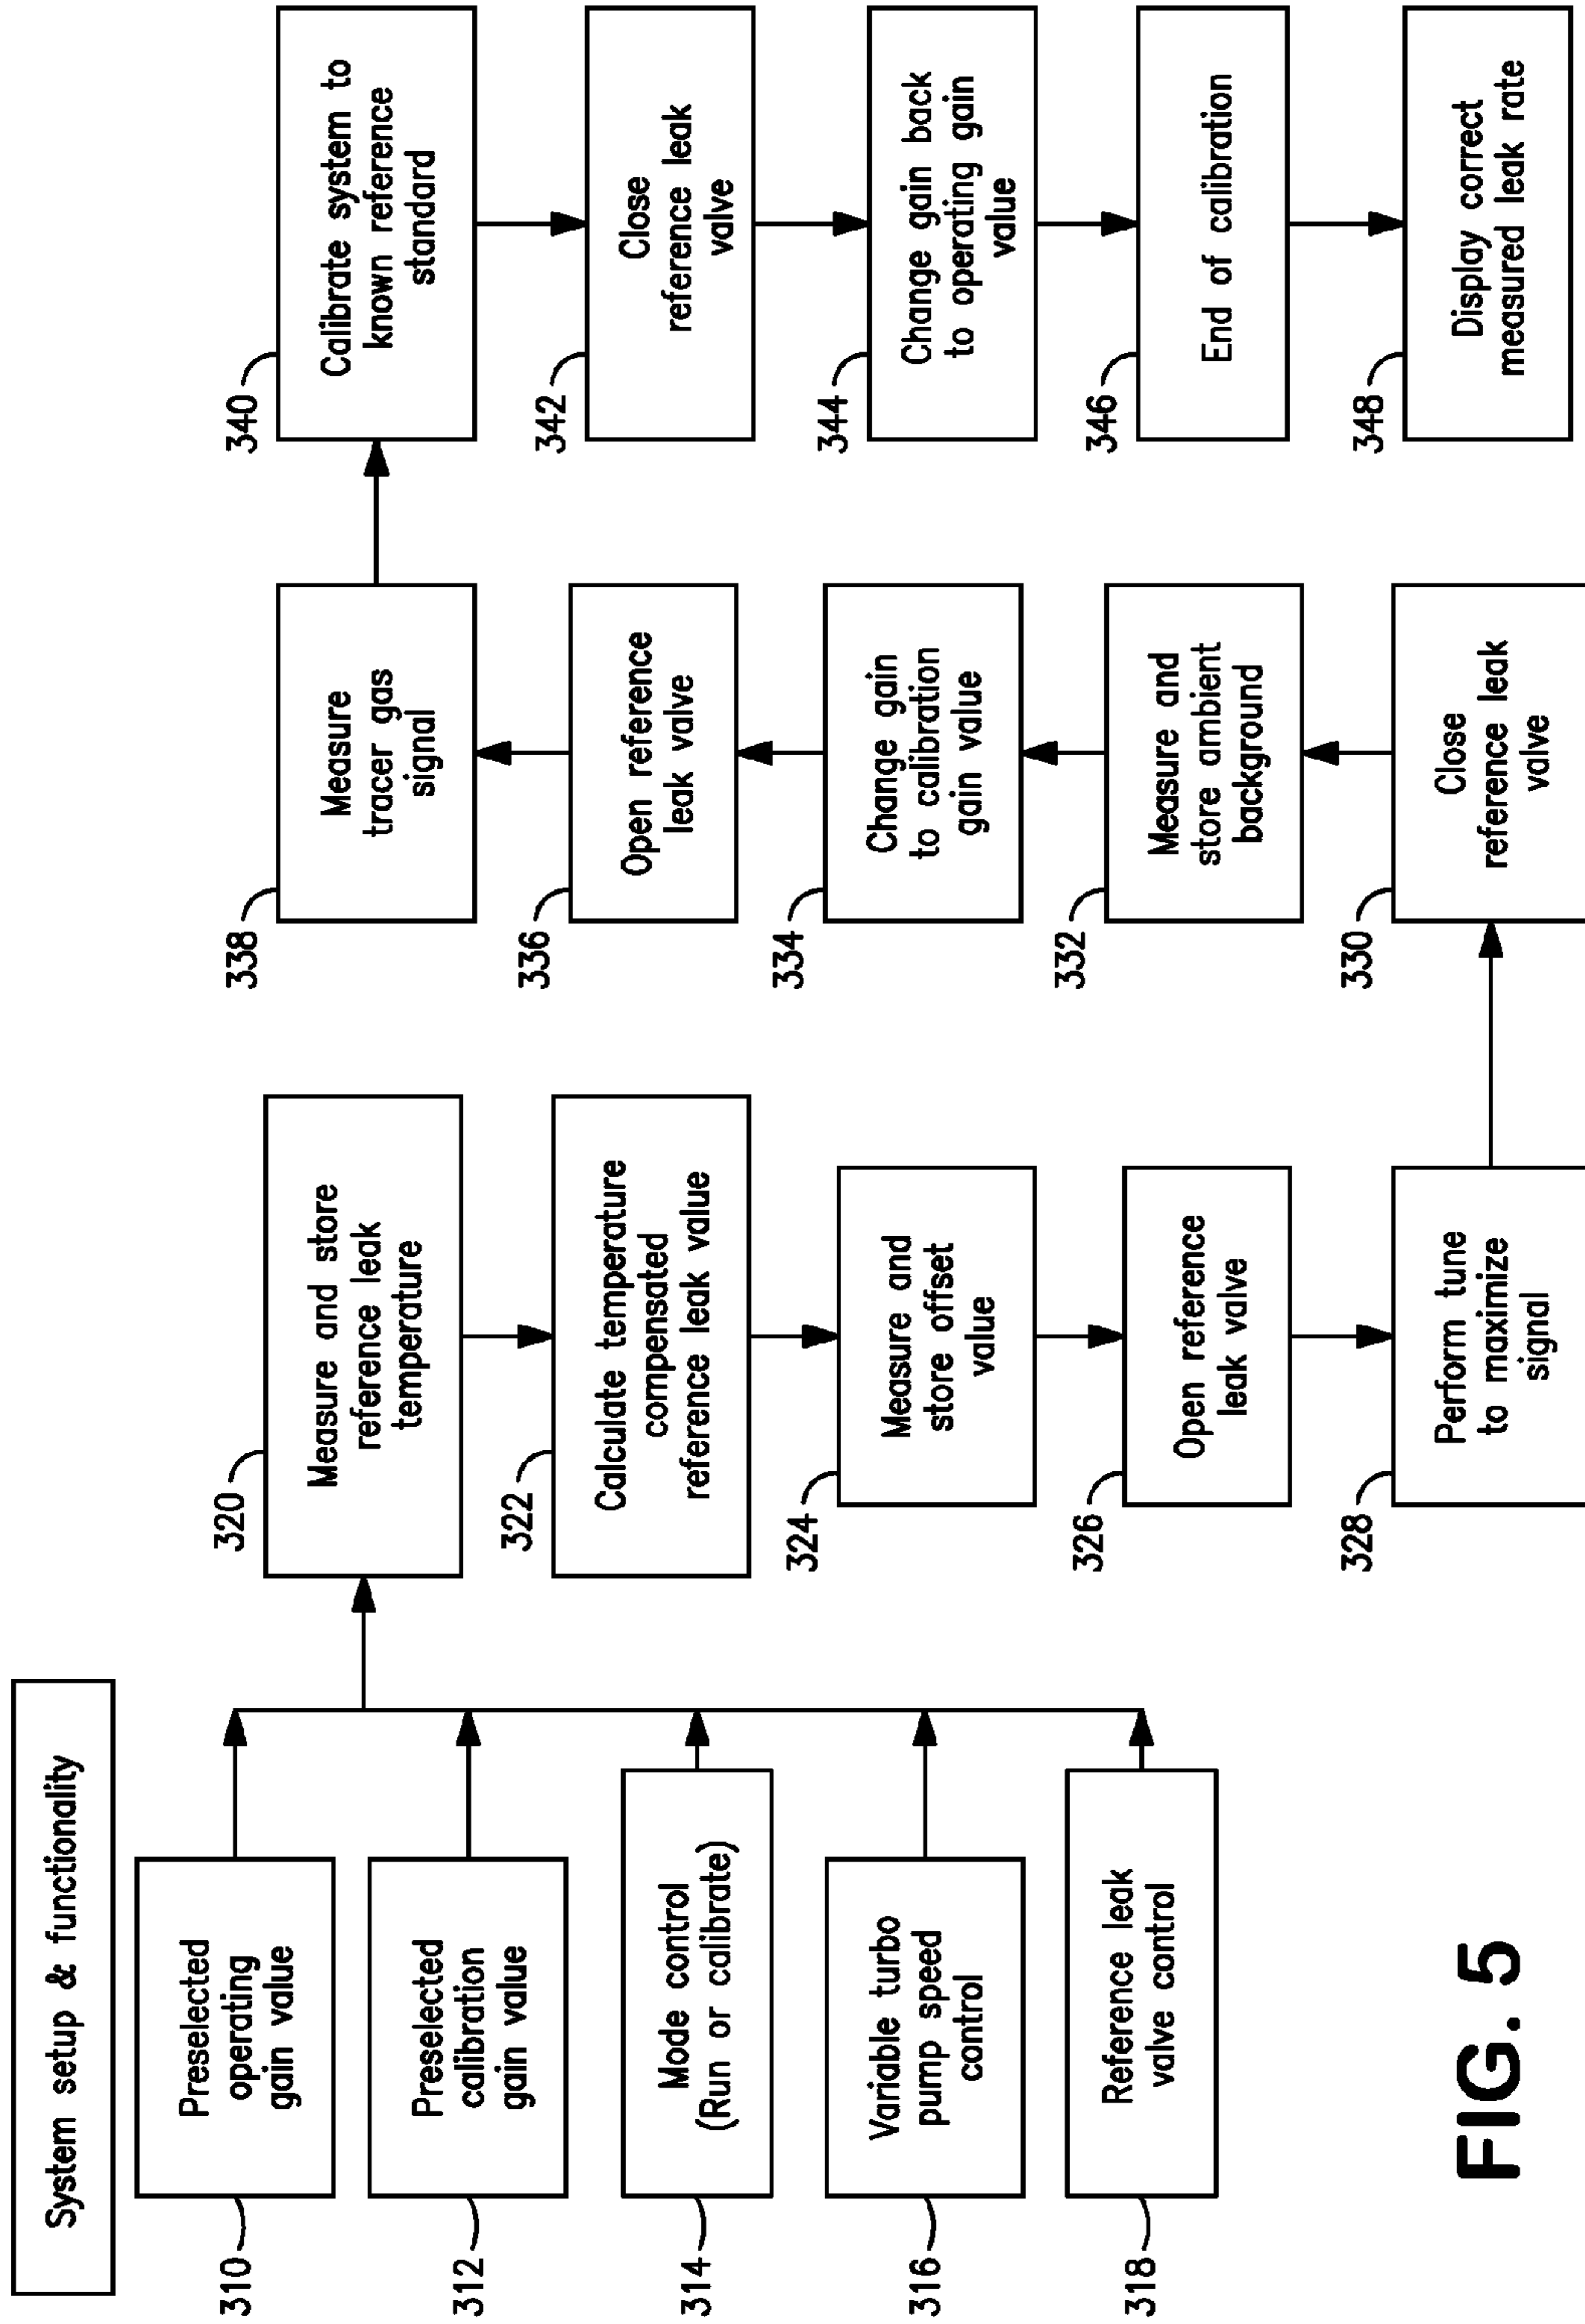 System setup & functionality
310
Preselected
operating
gain value
312
Preselected
calibration
gain value
314
Mode control
(Run or calibrate)
316
Variable turbo
pump speed
control
318
Reference leak
valve control
320
Measure and store
reference leak
temperature
322
Calculate temperature
compensated
reference leak value
324
Measure and
store offset
value
326
Open reference
leak valve
328
Perform tune
to maximize
signal
330
Close
reference leak
valve
332
Measure and
store ambient
background
334
Change gain
to calibration
gain value
336
Open reference
leak valve
338
Measure
tracer gas
signal
340
Calibrate system to
known reference
standard
342
Close
reference leak
valve
344
Change gain back
to operating gain
value
346
End of calibration
348
Display correct
measured leak rate
FIG. 5